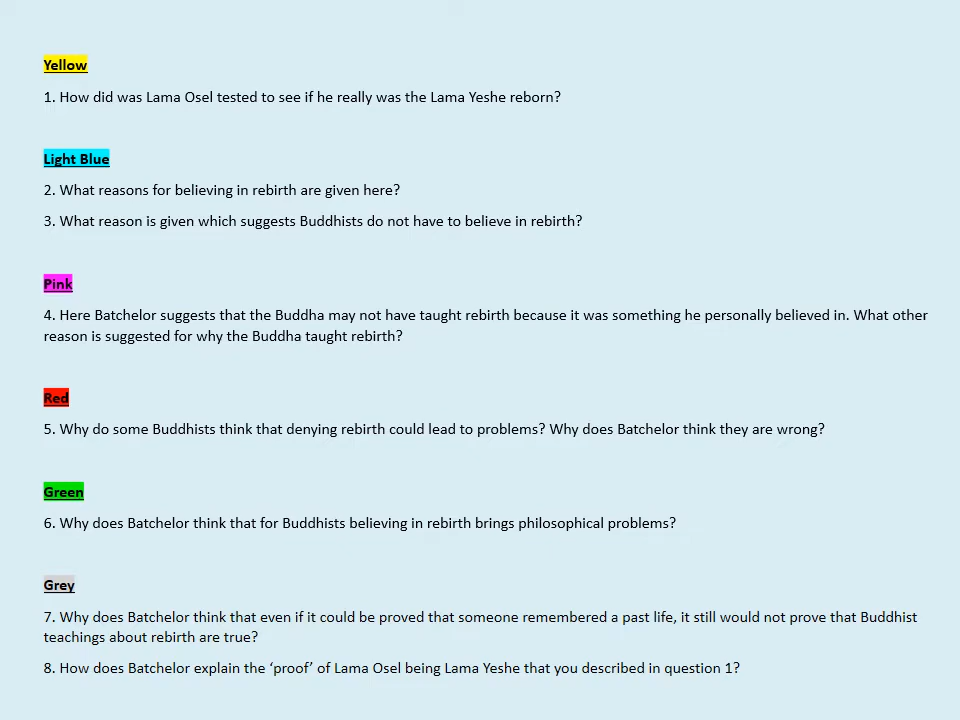 Yellow
1. How did was Lama Osel tested to see if he really was the Lama Yeshe reborn?
Light Blue
2. What reasons for believing in rebirth are given here?
3. What reason is given which suggests Buddhists do not have to believe in rebirth?
Pink
4. Here Batchelor suggests that the Buddha may not have taught rebirth because it was something he personally believed in. What other
reason is suggested for why the Buddha taught rebirth?
Red
5. Why do some Buddhists think that denying rebirth could lead to problems? Why does Batchelor think they are wrong?
Green
6. Why does Batchelor think that for Buddhists believing in rebirth brings philosophical problems?
Grey
7. Why does Batchelor think that even if it could be proved that someone remembered a past life, it still would not prove that Buddhist
teachings about rebirth are true?
8. How does Batchelor explain the ‘proof’ of Lama Osel being Lama Yeshe that you described in question 1?